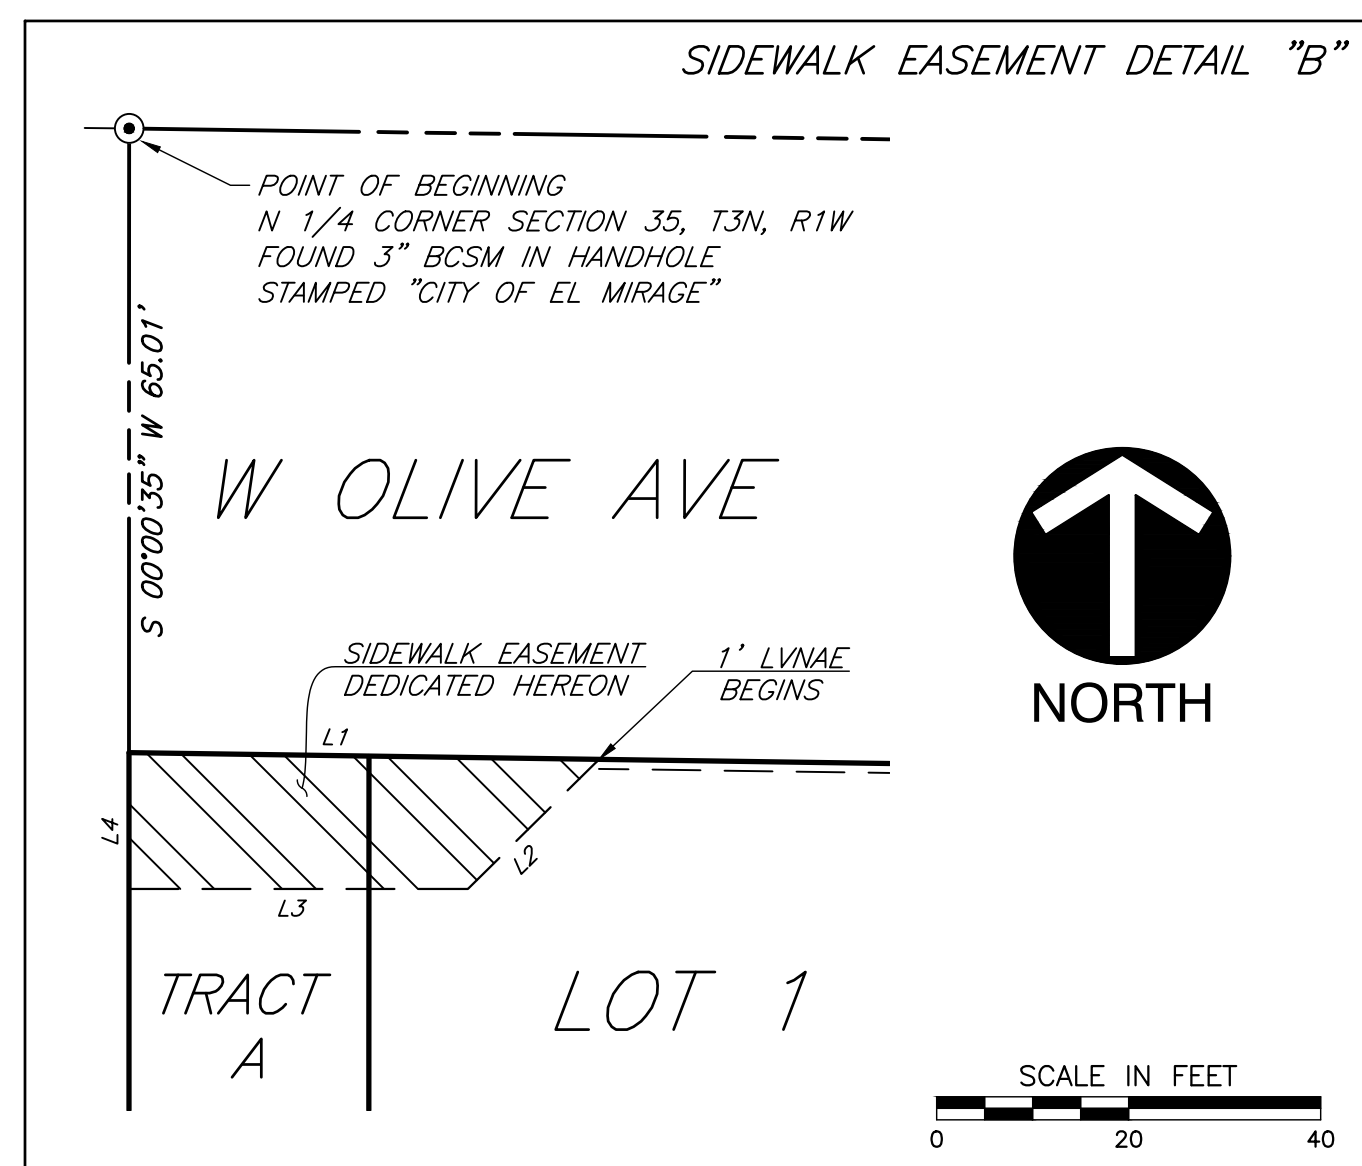 SIDEWALK EASEMENT DETAIL "B"
POINT OF BEGINNING
N 1/4 CORNER SECTION 35, T3N, R1W
FOUND 3" BCSM IN HANDHOLE
STAMPED "CITY OF EL MIRAGE"
S 00°00'35" W 65.01'
W OLIVE AVE
SIDEWALK EASEMENT
DEDICATED HEREON
1' LVNAE
BEGINS
NORTH
L1
L4
L2
L3
TRACT
A
LOT 1
SCALE IN FEET
0 20 40